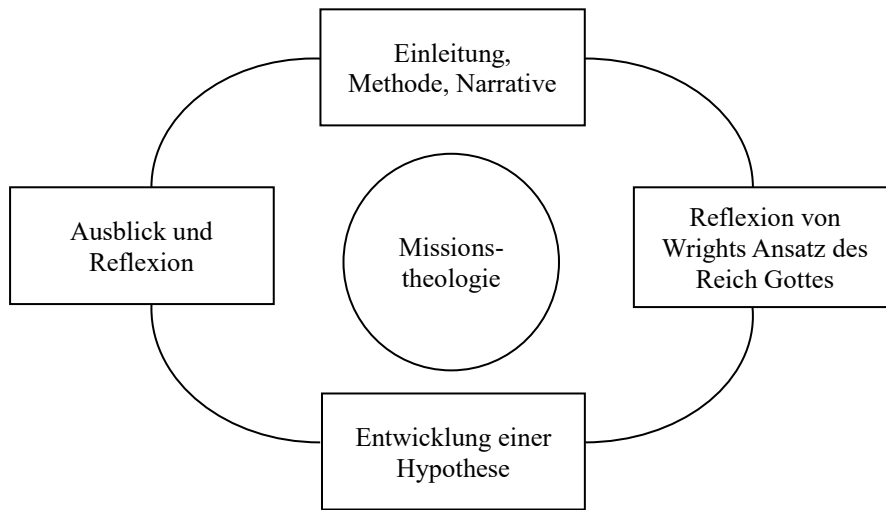 Einleitung,
Methode, Narrative
Ausblick und
Reflexion
Missions-
theologie
Reflexion von
Wrights Ansatz des
Reich Gottes
Entwicklung einer
Hypothese